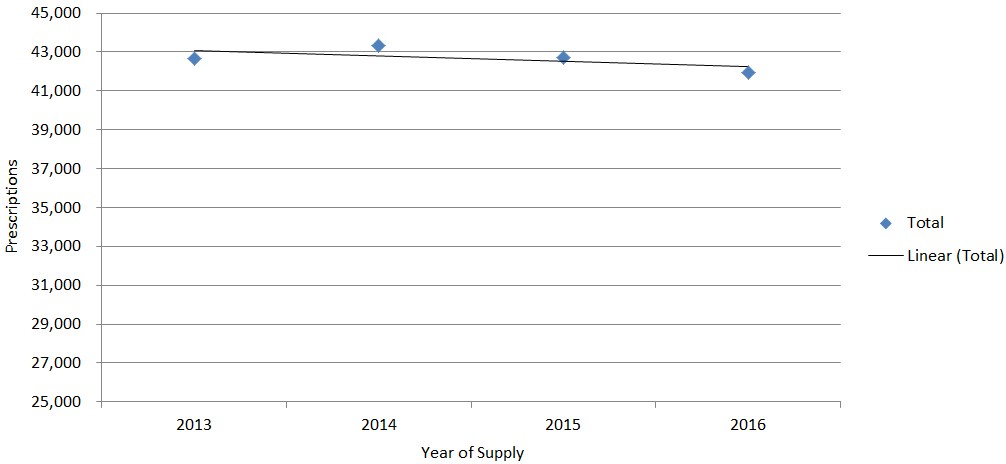 45,000
43,000
41,000
39,000
37,000
35,000
33,000
31,000
29,000
27,000
25,000
Prescriptions
2013 2014 2015 2016
Year of Supply
Total
Linear (Total)